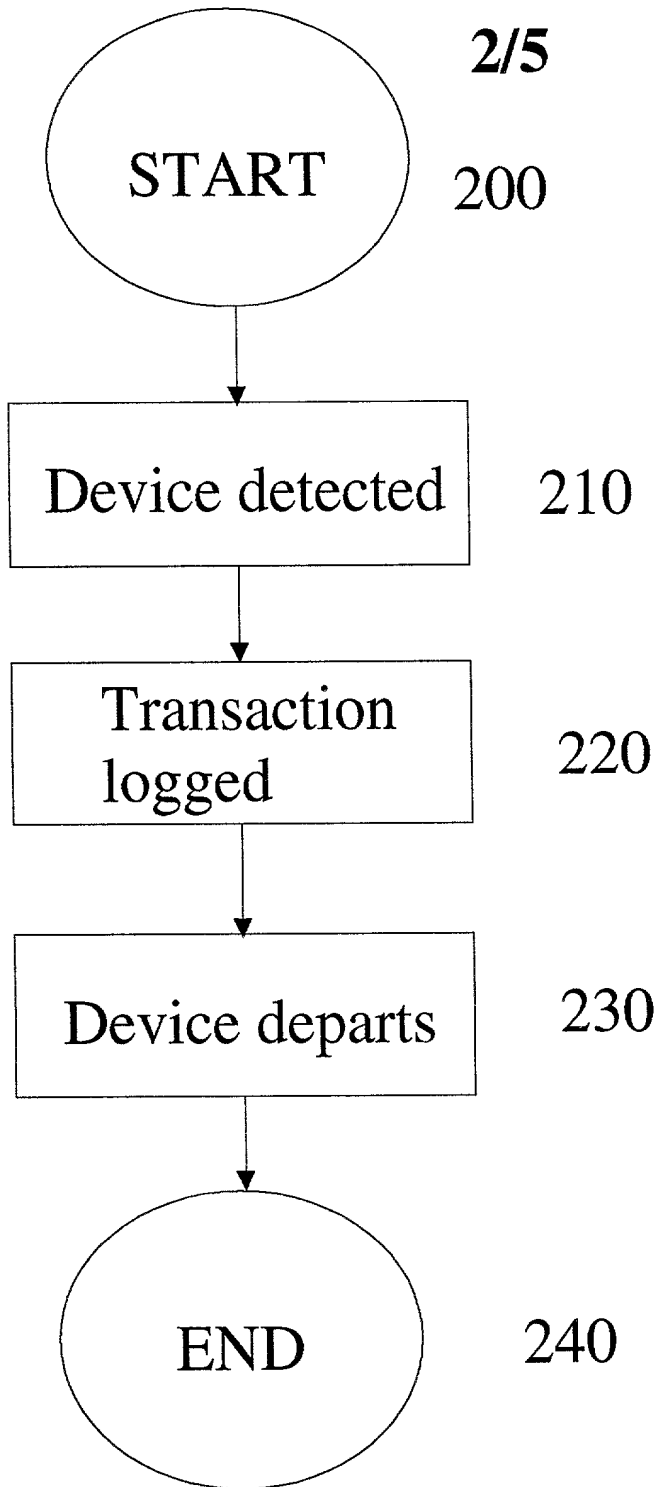 2/5
START
200
Device detected
210
Transaction
logged
220
Device departs
230
END
240